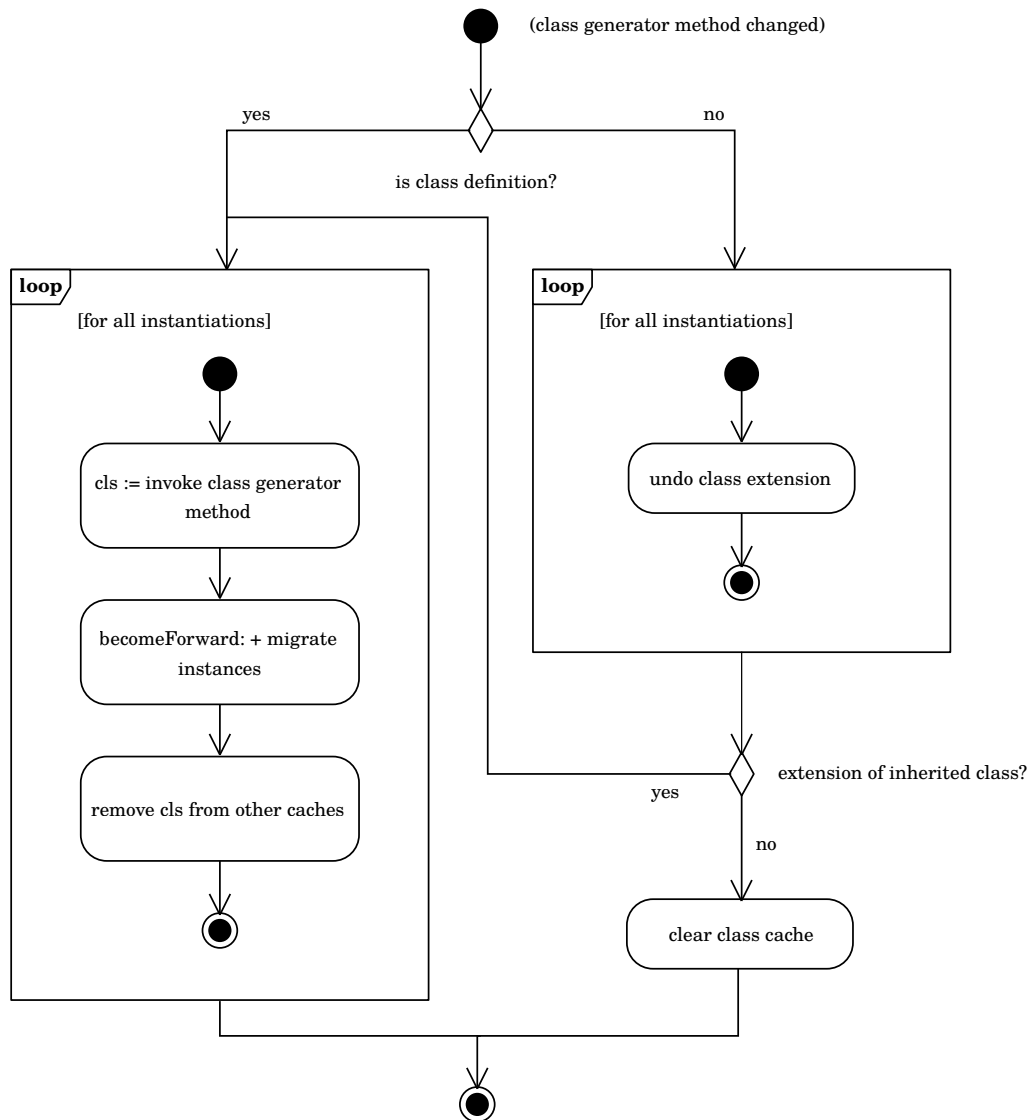 (class generator method changed)
yes
no
is class definition?
loop
[for all instantiations]
cls := invoke class generator
method
becomeForward: + migrate
instances
remove cls from other caches
loop
[for all instantiations]
undo class extension
extension of inherited class?
yes
no
clear class cache